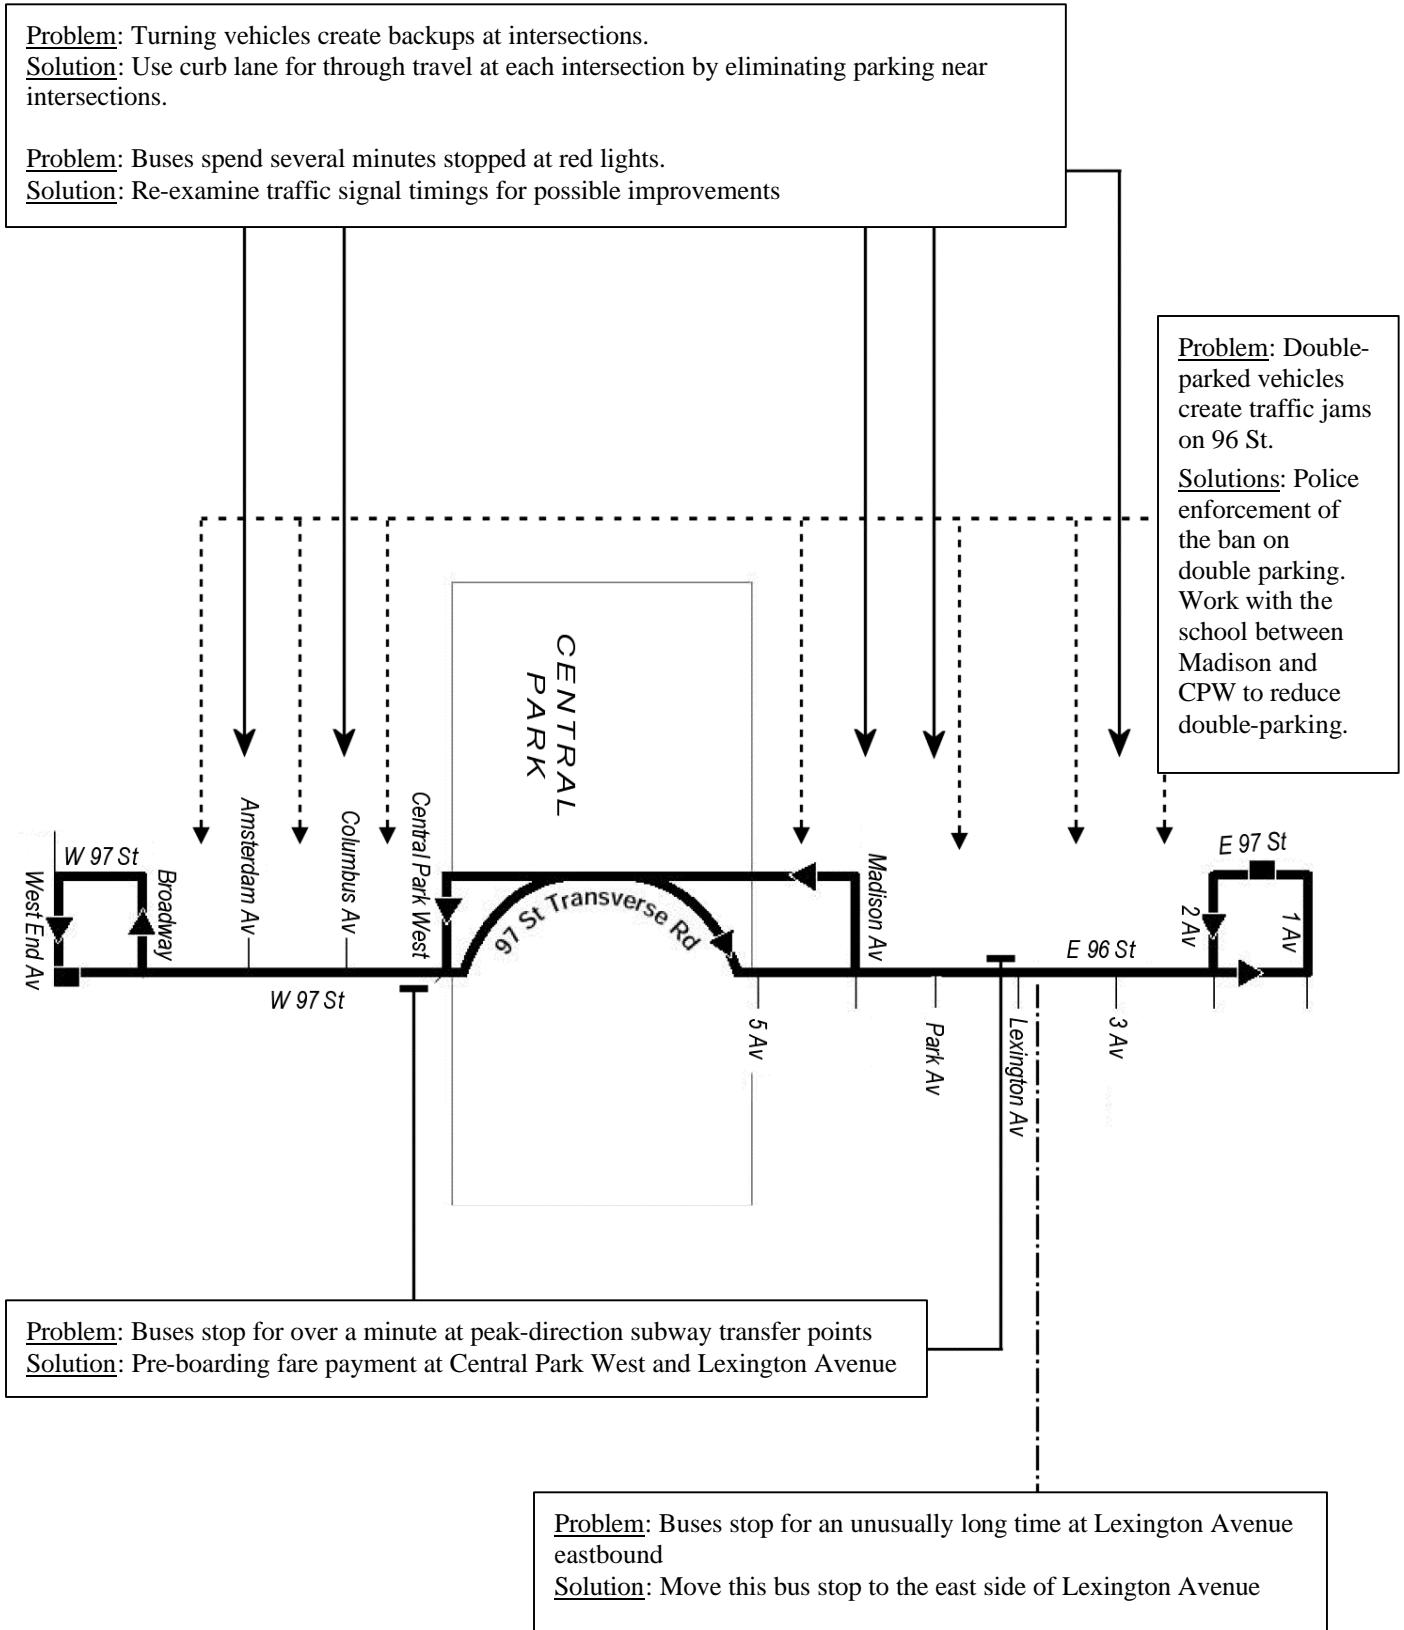 Problem: Turning vehicles create backups at intersections.
Solution: Use curb lane for through travel at each intersection by eliminating parking near
intersections.
Problem: Buses spend several minutes stopped at red lights.
Solution: Re-examine traffic signal timings for possible improvements
Problem: Double-
parked vehicles
create traffic jams
on 96 St.
Solutions: Police
enforcement of
the ban on
double parking.
Work with the
school between
Madison and
CPW to reduce
double-parking.
CENTRAL
PARK
West End Av
W 97 St
Broadway
Amsterdam Av
Columbus Av
Central Park West
W 97 St
97 St Transverse Rd
5 Av
Madison Av
Park Av
Lexington Av
E 96 St
3 Av
2 Av
E 97 St
1 Av
Problem: Buses stop for over a minute at peak-direction subway transfer points
Solution: Pre-boarding fare payment at Central Park West and Lexington Avenue
Problem: Buses stop for an unusually long time at Lexington Avenue
eastbound
Solution: Move this bus stop to the east side of Lexington Avenue